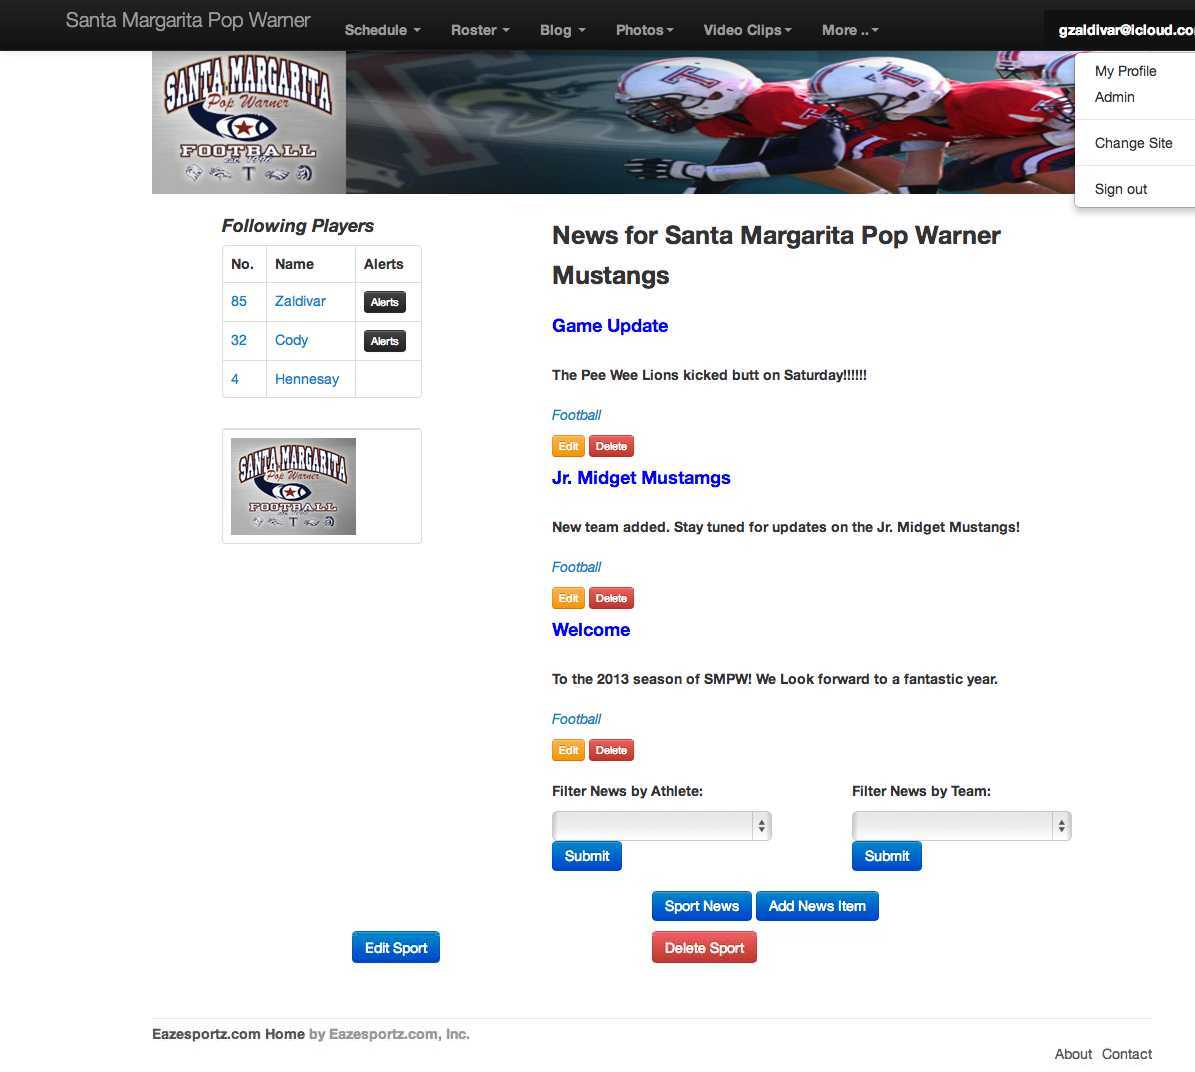 Santa Margarita Pop Warner
Schedule
Roster
Blog
Photos
Video Clips
More ..
gzaldivar@icloud.co
My Profile
Admin
Change Site
Sign out
SANTA MARGARITA
Pop Warner
FOOTBALL
T
T
Following Players
No. Name Alerts
85 Zaldivar Alerts
32 Cody Alerts
4 Hennesay
SANTA MARGARITA
Pop Warner
FOOTBALL
News for Santa Margarita Pop Warner
Mustangs
Game Update
The Pee Wee Lions kicked butt on Saturday!!!!!!
Football
Edit Delete
Jr. Midget Mustamgs
New team added. Stay tuned for updates on the Jr. Midget Mustangs!
Football
Edit Delete
Welcome
To the 2013 season of SMPW! We Look forward to a fantastic year.
Football
Edit Delete
Filter News by Athlete: Filter News by Team:
Submit Submit
Sport News Add News Item
Edit Sport Delete Sport
Eazesportz.com Home by Eazesportz.com, Inc.
About Contact